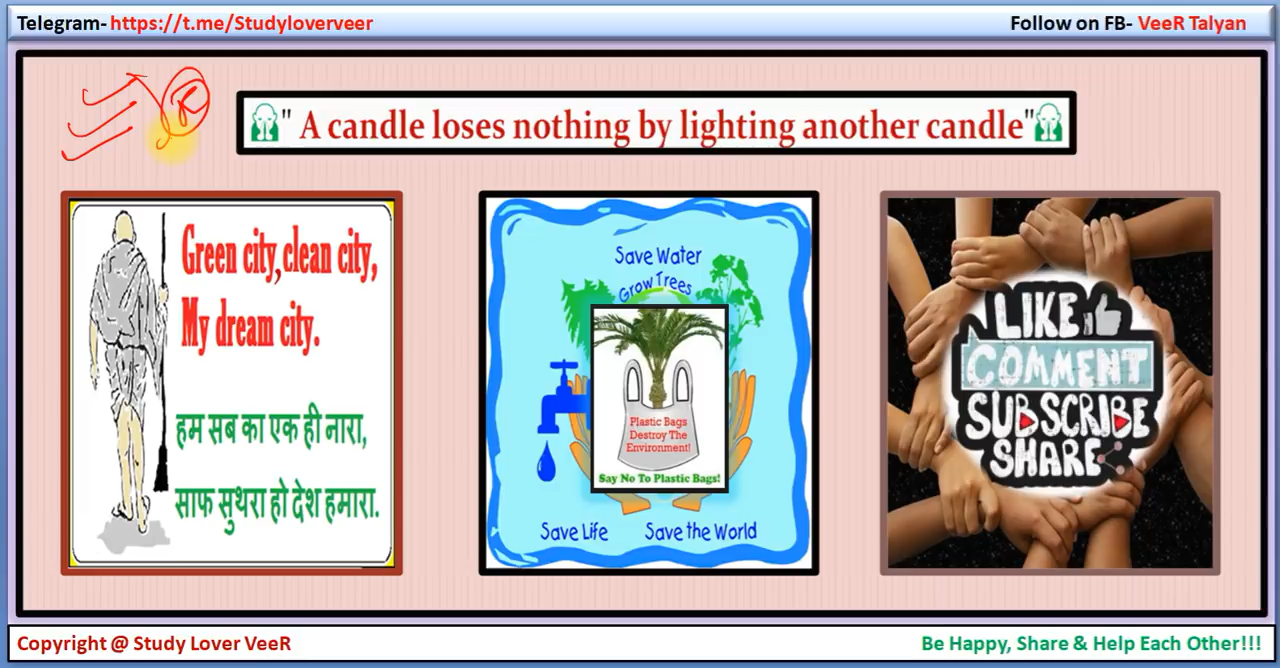 Telegram- https://t.me/Studyloverveer
Follow on FB- VeeR Talyan
" A candle loses nothing by lighting another candle"
Green city,clean city,
My dream city.
हम सब का एक ही नारा,
साफ सुथरा हो देश हमारा.
Save Water
Grow Trees
Plastic Bags
Destroy The
Environment!
Say No To Plastic Bags!
Save Life
Save the World
LIKE
COMMENT
SUBSCRIBE
SHARE
Copyright @ Study Lover VeeR
Be Happy, Share & Help Each Other!!!